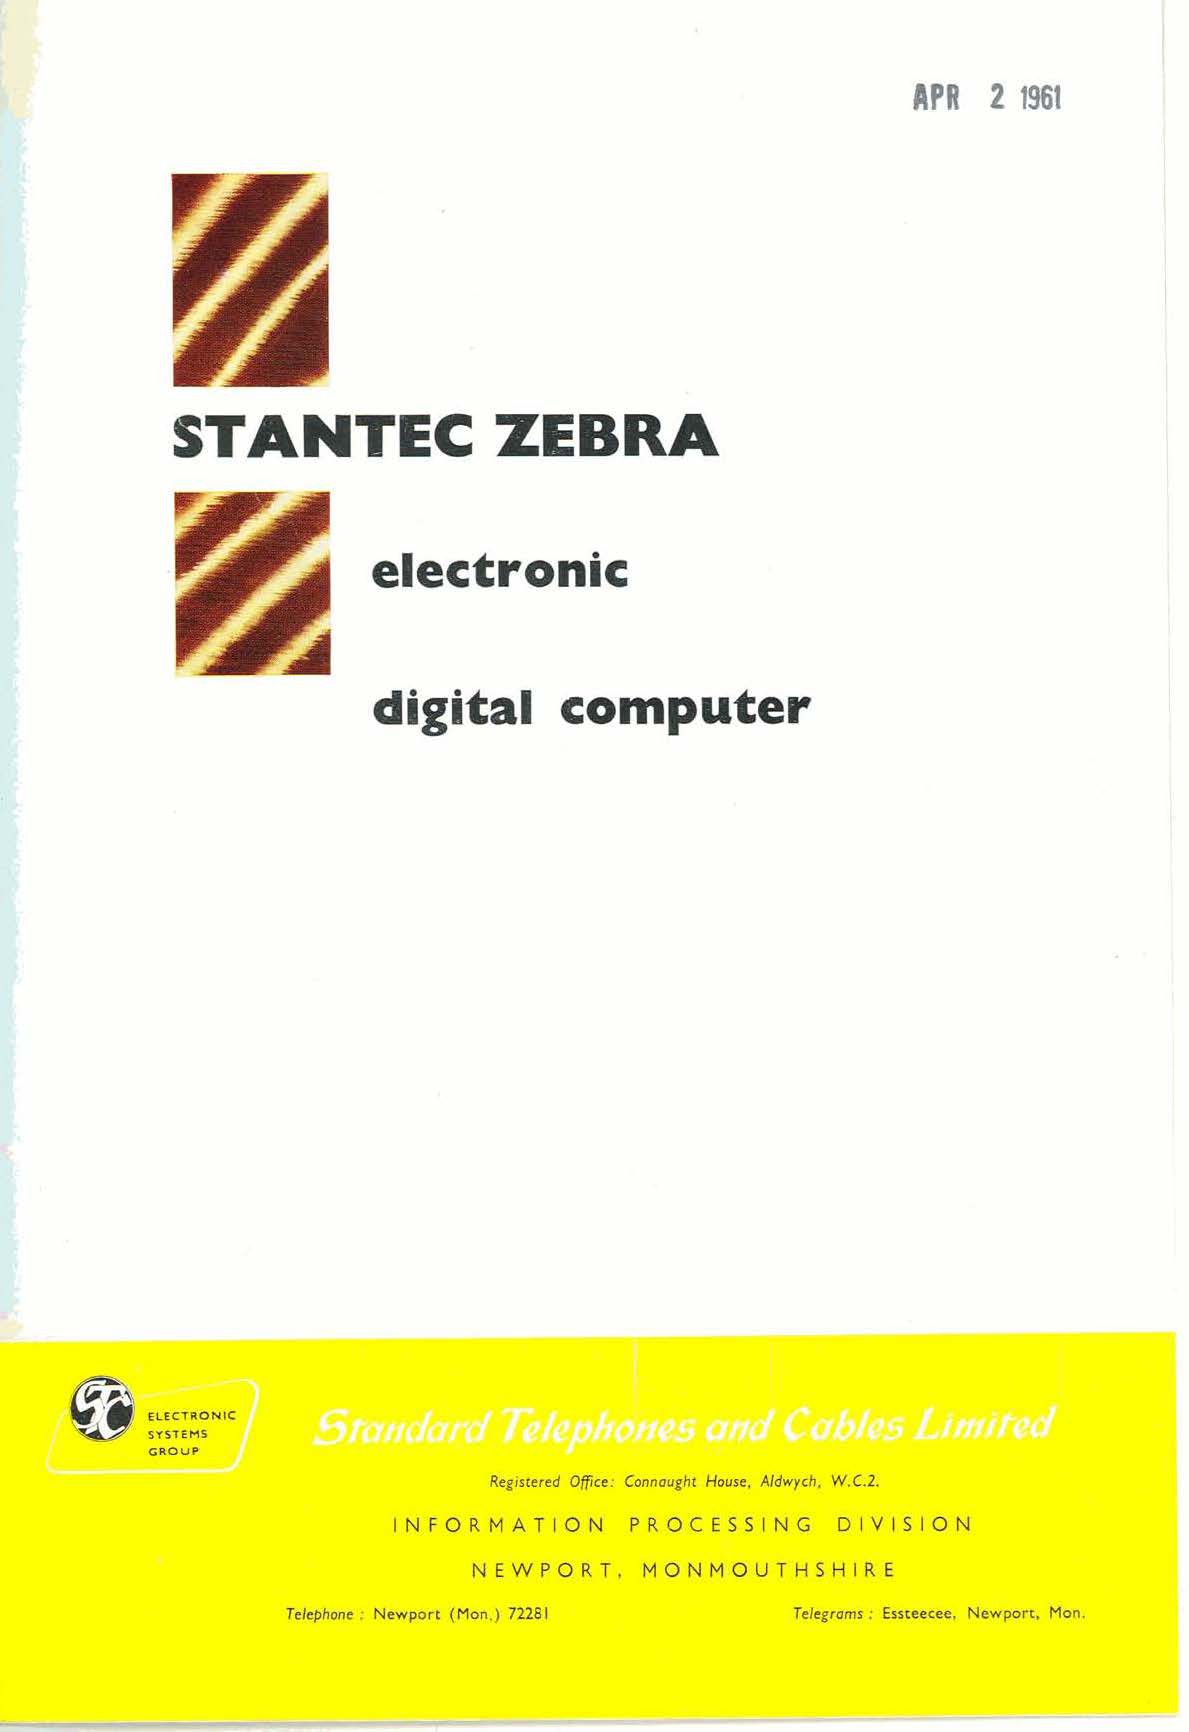 APR 2 1961
STANTEC ZEBRA
electronic
digital computer
STC
ELECTRONIC
SYSTEMS
GROUP
Standard Telephones and Cables Limited
Registered Office: Connaught House, Aldwych, W.C.2.
INFORMATION PROCESSING DIVISION
NEWPORT, MONMOUTHSHIRE
Telephone : Newport (Mon.) 72281 Telegrams : Essteecee, Newport, Mon.